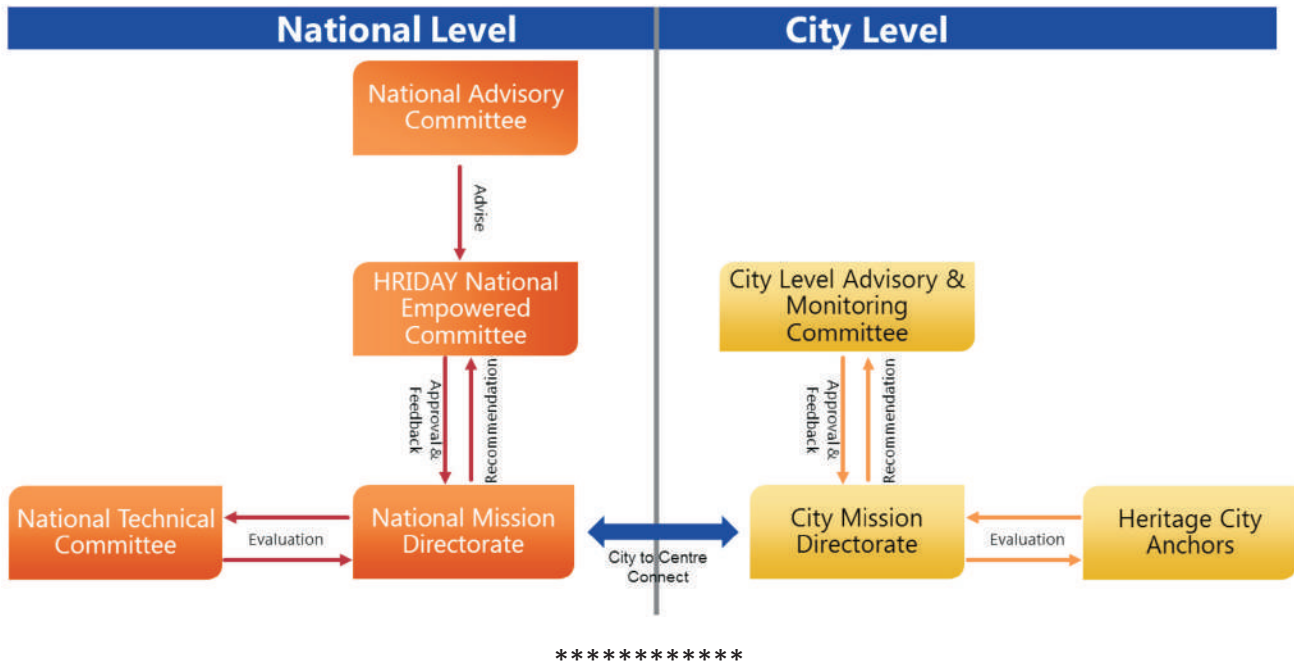 National Level
City Level
National Advisory
Committee
Advise
HRIDAY National
Empowered
Committee
City Level Advisory &
Monitoring
Committee
Approval &
Feedback
Recommendation
Approval &
Feedback
Recommendation
National Technical
Committee
Evaluation
National Mission
Directorate
City to Centre
Connect
City Mission
Directorate
Evaluation
Heritage City
Anchors
************